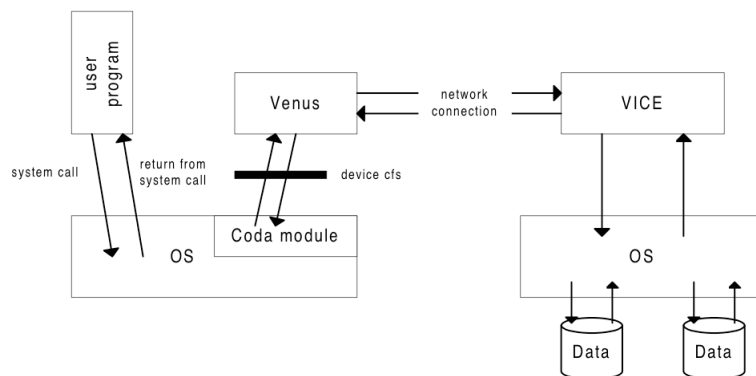 user
program
Venus
network
connection
VICE
system call
return from
system call
device cfs
Coda module
OS
OS
Data
Data